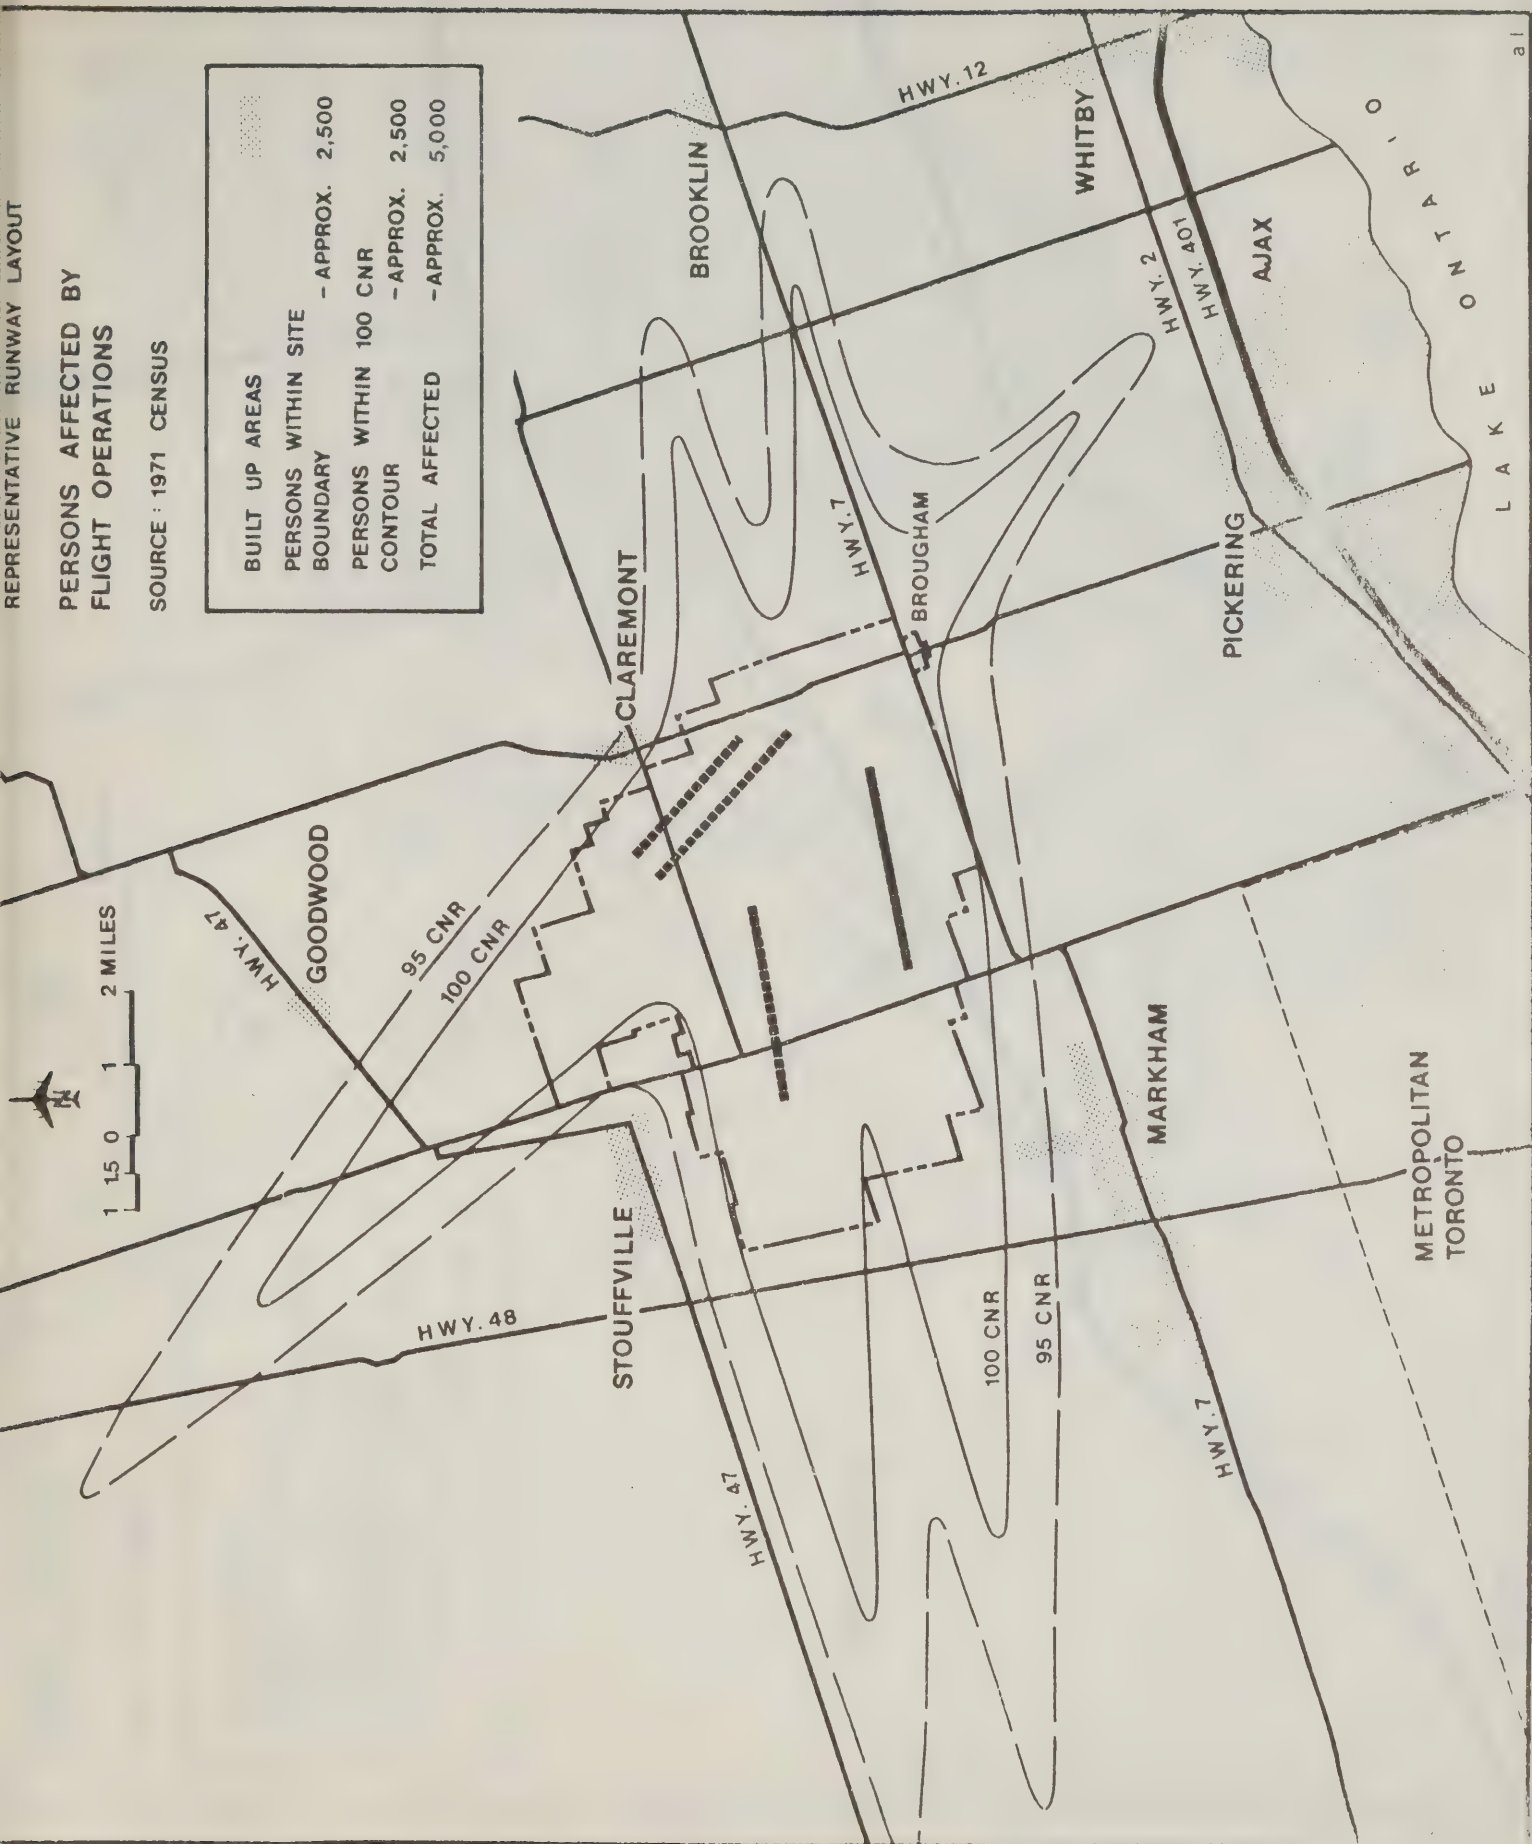 REPRESENTATIVE RUNWAY LAYOUT
PERSONS AFFECTED BY
FLIGHT OPERATIONS
SOURCE : 1971 CENSUS
BUILT UP AREAS
PERSONS WITHIN SITE
BOUNDARY - APPROX. 2,500
PERSONS WITHIN 100 CNR
CONTOUR - APPROX. 2,500
TOTAL AFFECTED - APPROX. 5,000
1 1.5 0 1 2 MILES
N
HWY. 47
GOODWOOD
95 CNR
100 CNR
CLAREMONT
BROOKLIN
HWY. 12
HWY. 48
STOUFFVILLE
HWY. 47
HWY. 7
BROUGHAM
WHITBY
HWY. 2
HWY. 401
AJAX
PICKERING
100 CNR
95 CNR
MARKHAM
HWY. 7
METROPOLITAN
TORONTO
LAKE ONTARIO
a l